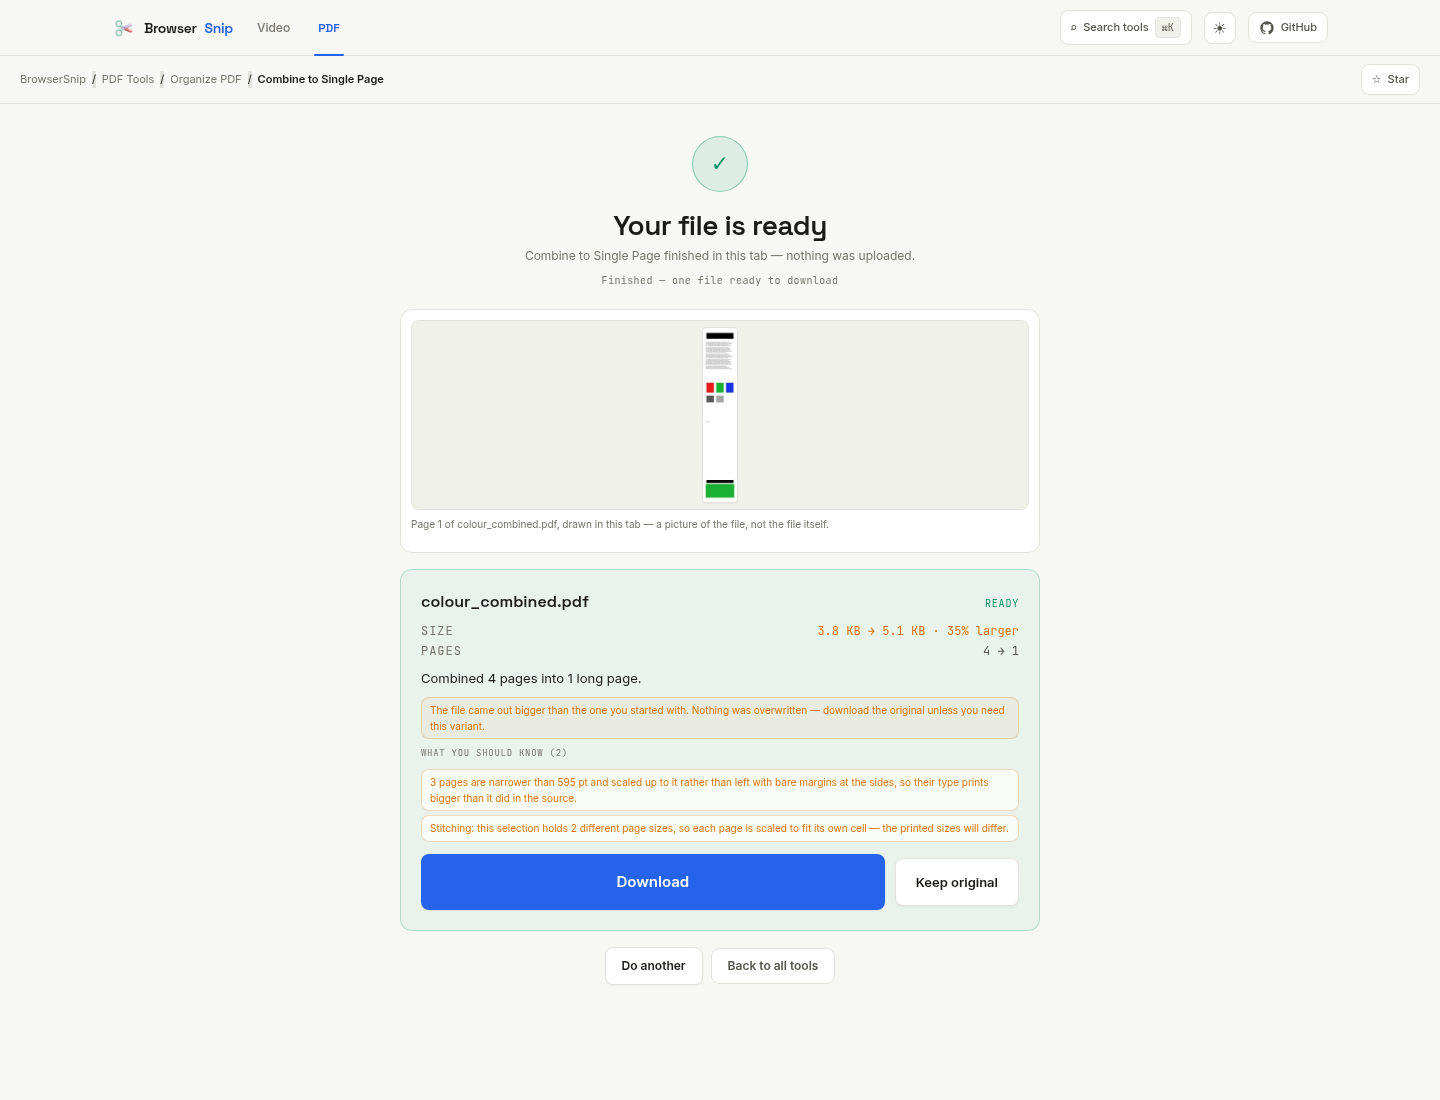 Browser Snip Video PDF Search tools ⌘K GitHub
BrowserSnip / PDF Tools / Organize PDF / Combine to Single Page Star
Your file is ready
Combine to Single Page finished in this tab — nothing was uploaded.
Finished — one file ready to download
Page 1 of colour_combined.pdf, drawn in this tab — a picture of the file, not the file itself.
colour_combined.pdf READY
SIZE 3.8 KB → 5.1 KB · 35% larger
PAGES 4 → 1
Combined 4 pages into 1 long page.
The file came out bigger than the one you started with. Nothing was overwritten — download the original unless you need
this variant.
WHAT YOU SHOULD KNOW (2)
3 pages are narrower than 595 pt and scaled up to it rather than left with bare margins at the sides, so their type prints
bigger than it did in the source.
Stitching: this selection holds 2 different page sizes, so each page is scaled to fit its own cell — the printed sizes will differ.
Download Keep original
Do another Back to all tools